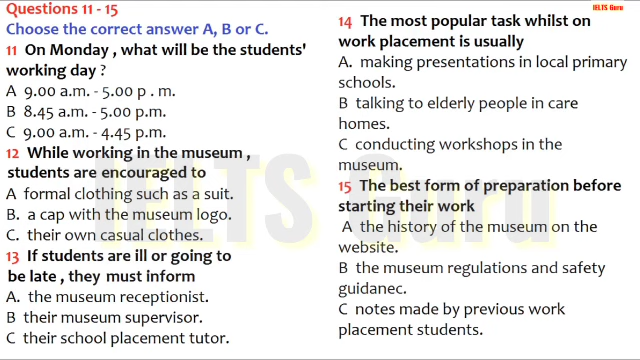 Questions 11 - 15
Choose the correct answer A, B or C.
11 On Monday , what will be the students'
working day ?
A 9.00 a.m. - 5.00 p . m.
B 8.45 a.m. - 5.00 p.m.
C 9.00 a.m. - 4.45 p.m.
12 While working in the museum ,
students are encouraged to
A formal clothing such as a suit.
B. a cap with the museum logo.
C. their own casual clothes.
13 If students are ill or going to
be late , they must inform
A. the museum receptionist.
B their museum supervisor.
C their school placement tutor.
IELTS Guru
14 The most popular task whilst on
work placement is usually
A. making presentations in local primary
schools.
B talking to elderly people in care
homes.
C conducting workshops in the
museum.
15 The best form of preparation before
starting their work
A the history of the museum on the
website.
B the museum regulations and safety
guidanec.
C notes made by previous work
placement students.
IELTS Guru